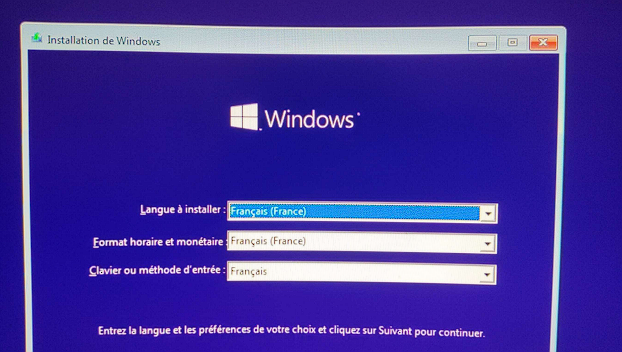 Installation de Windows
Windows
Langue à installer : Français (France)
Format horaire et monétaire : Français (France)
Clavier ou méthode d'entrée : Français
Entrez la langue et les préférences de votre choix et cliquez sur Suivant pour continuer.